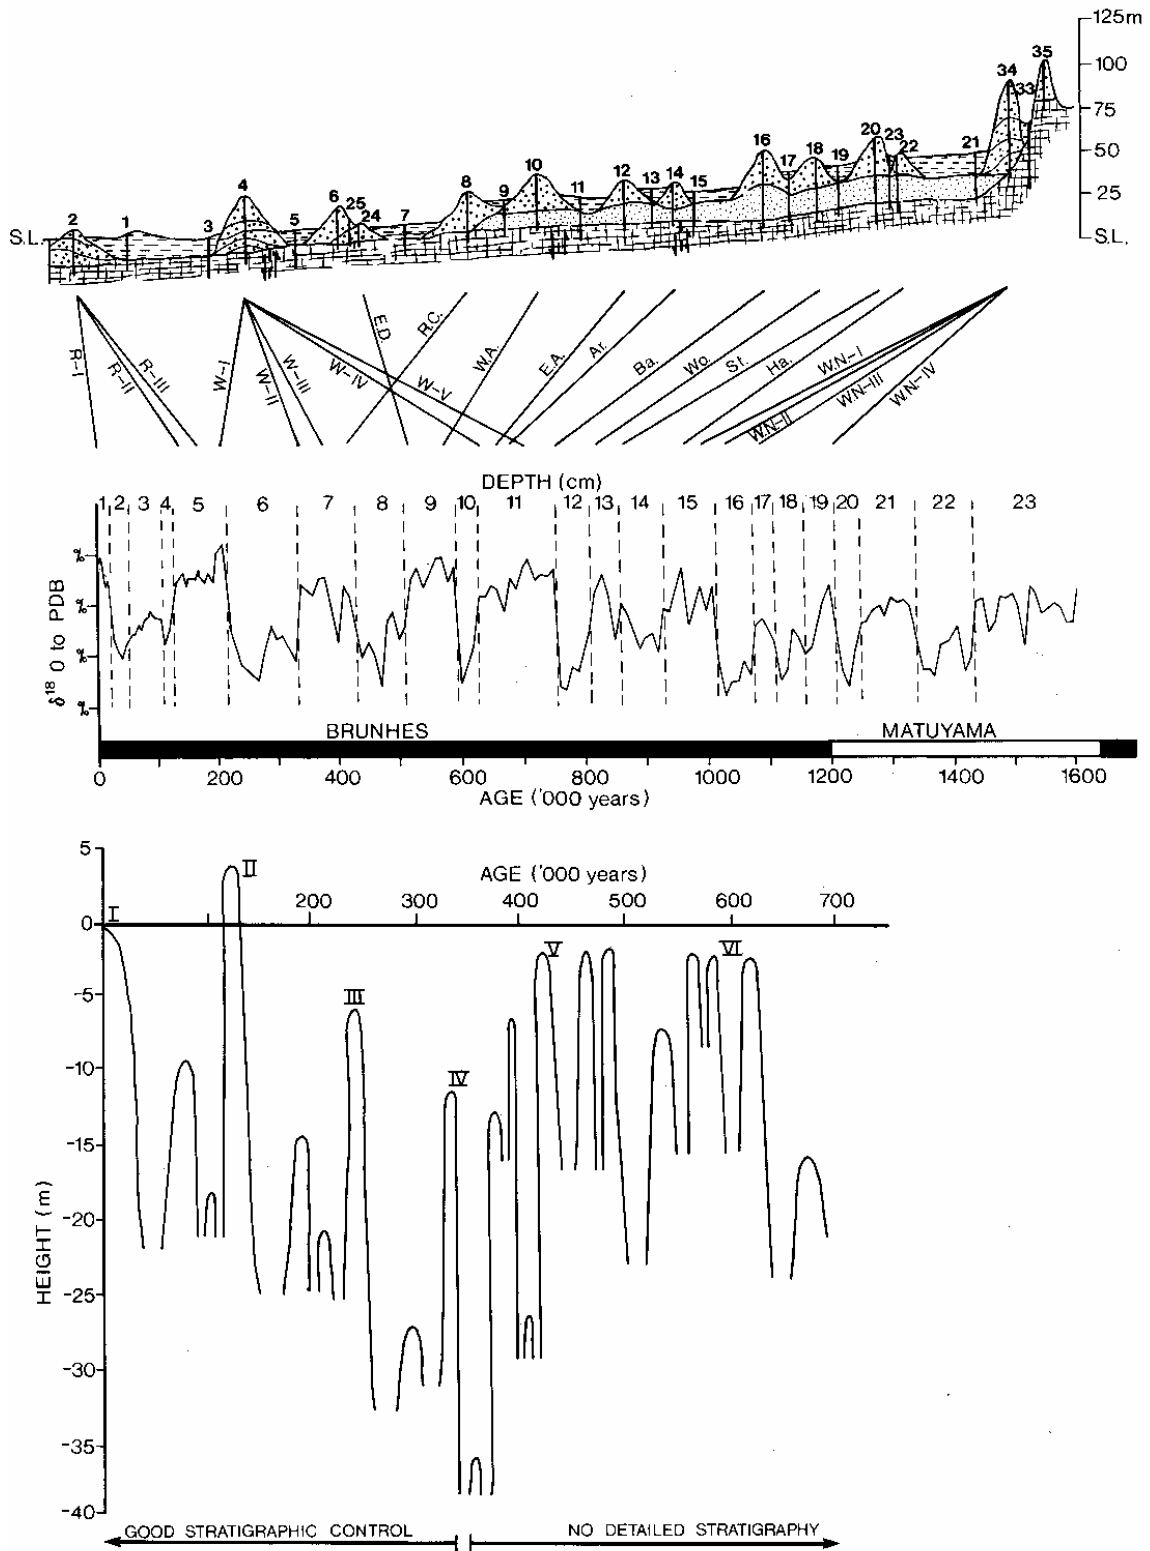 125m
35
34
100
33
75
16
20
23
18
22
21
50
10
17
19
12
14
8
13
15
4
9
11
25
6
25
2
1
24
7
3
5
S.L.
S.L.
R-I
R-II
R-III
W-I
W-II
W-III
W-IV
W-V
E.D.
R.C.
W.A.
E.A.
Ar.
Ba.
Wo.
St.
Ha.
W.N-I
W.N-II
W.N-III
W.N-IV
DEPTH (cm)
1 2 3 4 5 6 7 8 9 10 11 12 13 14 15 16 17 18 19 20 21 22 23
%
%
%
%
δ18 O to PDB
BRUNHES MATUYAMA
0 200 400 600 800 1000 1200 1400 1600
AGE ('000 years)
5
AGE ('000 years)
II
I
200 300 400 500 600 700
0
V
VI
-5
III
-10
IV
-15
-20
-25
-30
-35
-40
HEIGHT (m)
GOOD STRATIGRAPHIC CONTROL
NO DETAILED STRATIGRAPHY